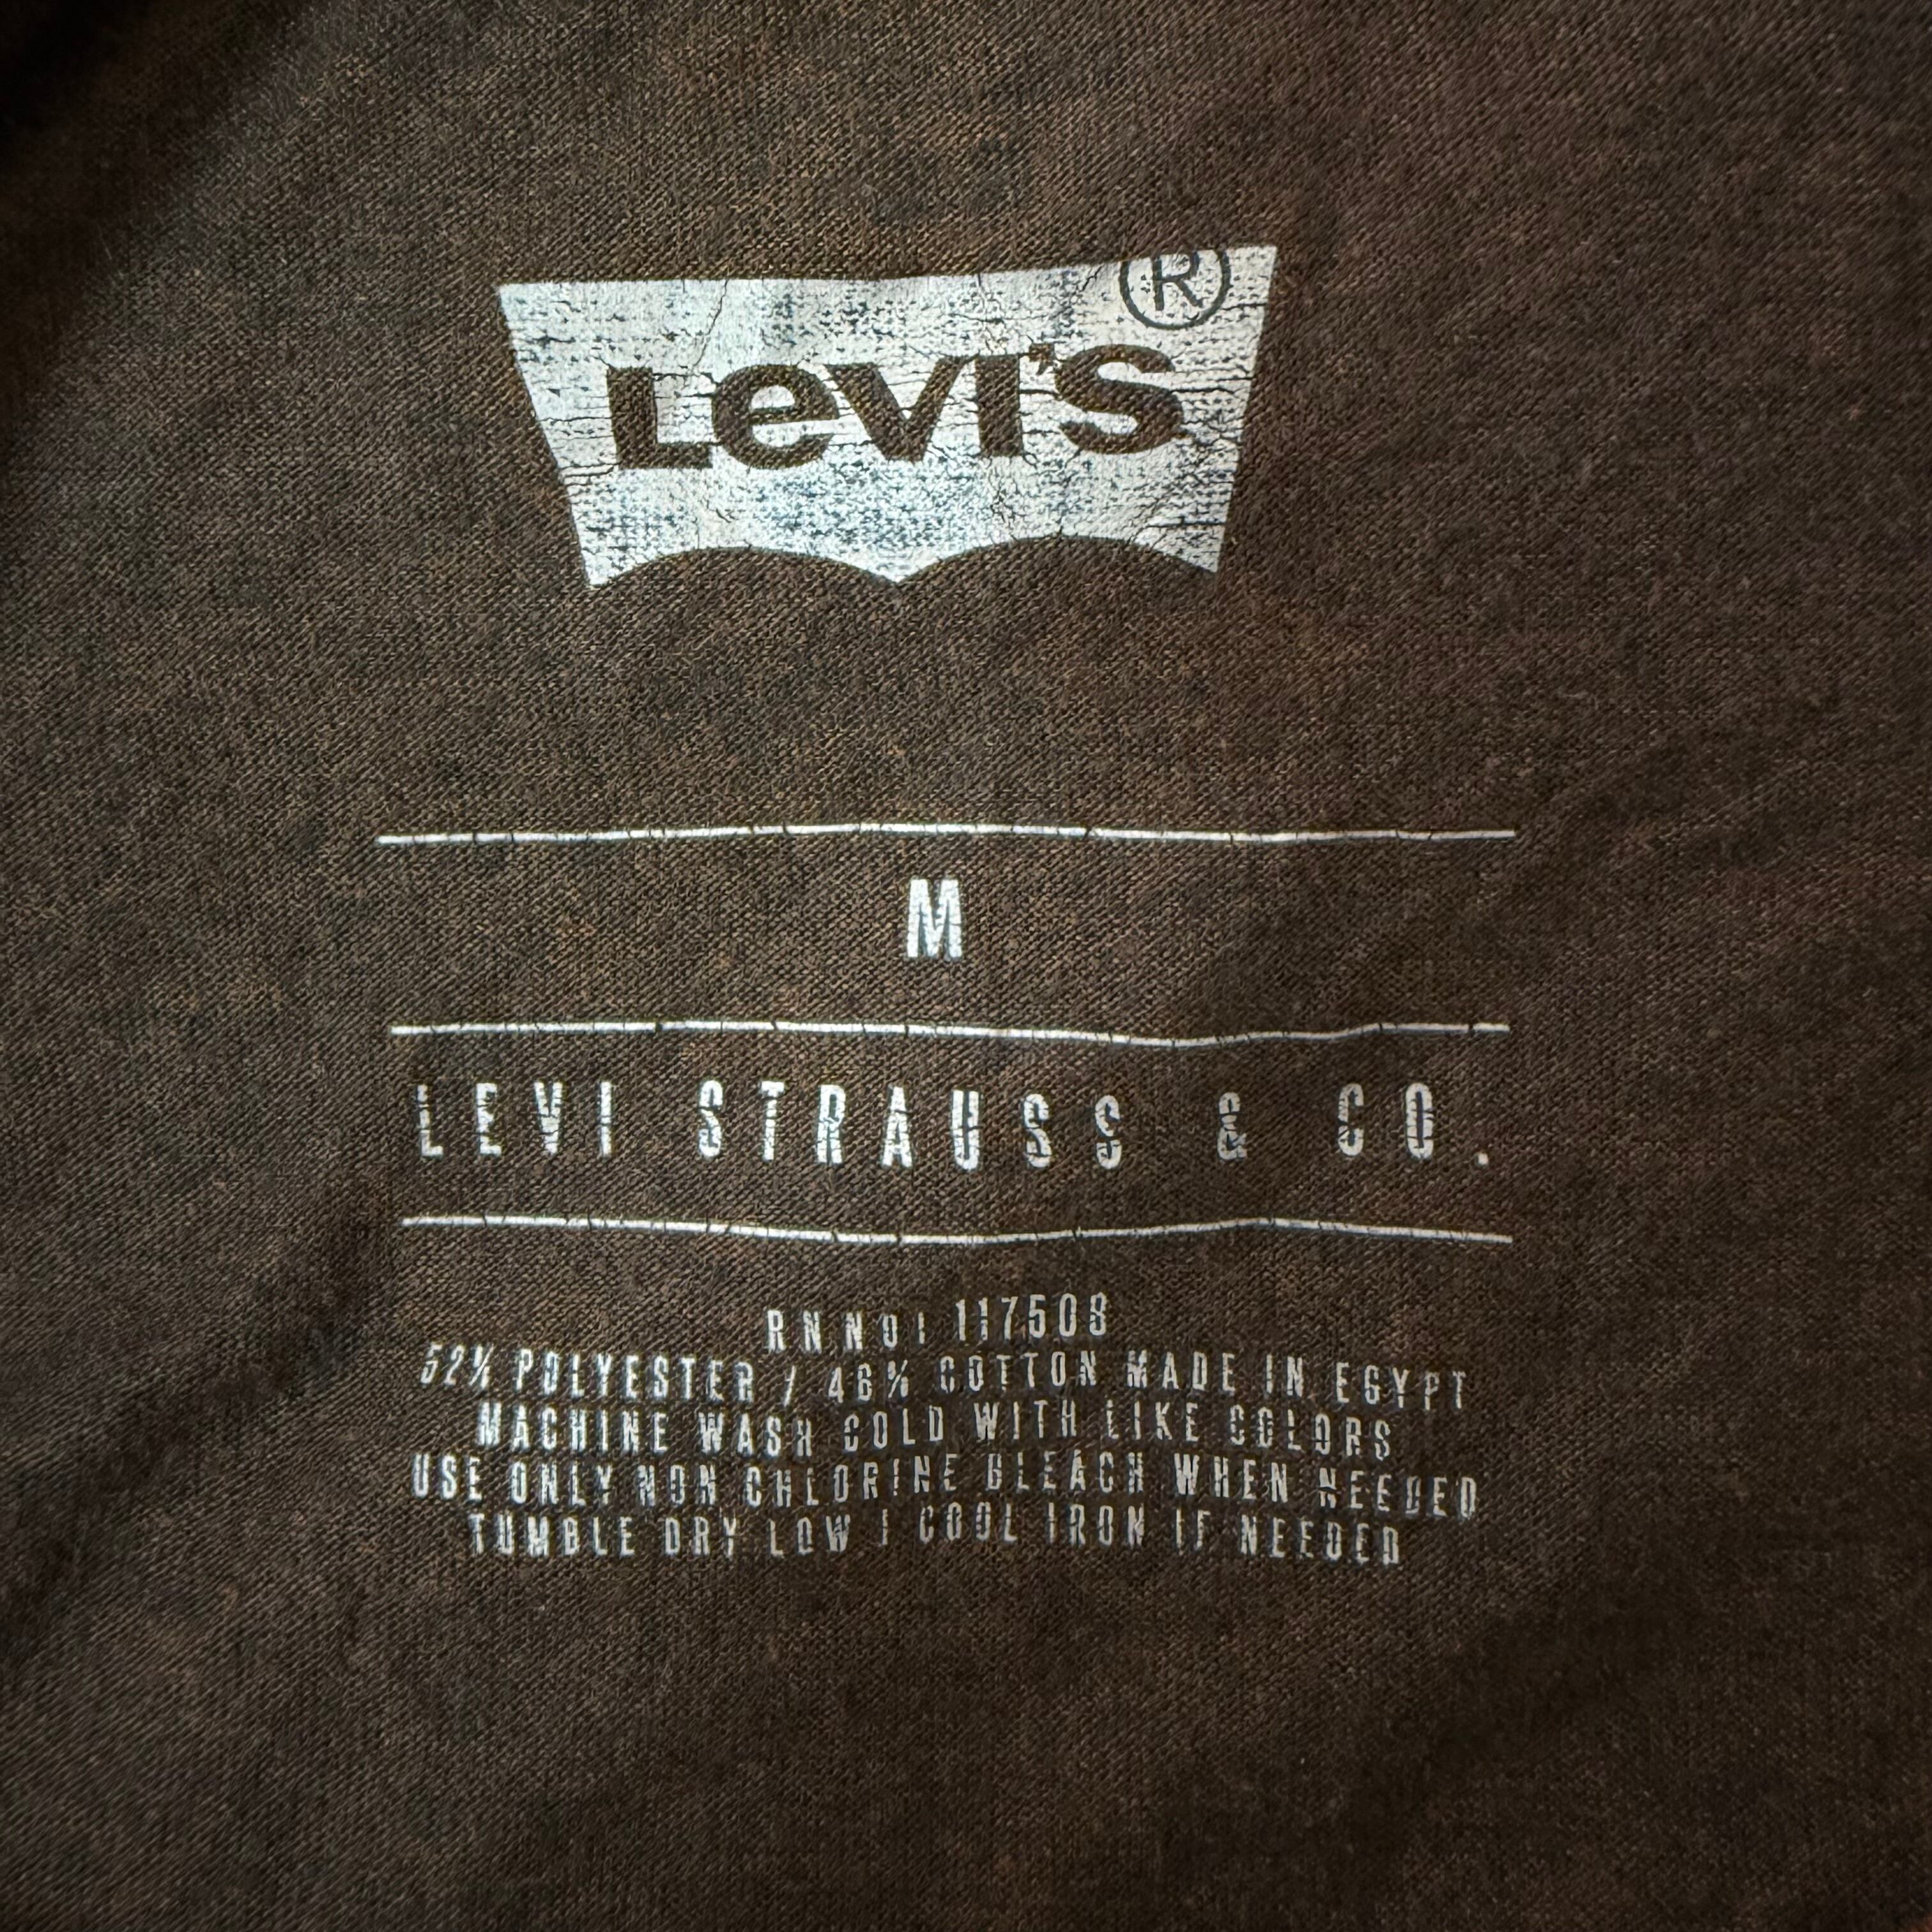 Levi's®
M
LEVI STRAUSS & CO.
RN NO: 117508
52% POLYESTER / 48% COTTON MADE IN EGYPT
MACHINE WASH COLD WITH LIKE COLORS
USE ONLY NON CHLORINE BLEACH WHEN NEEDED
TUMBLE DRY LOW | COOL IRON IF NEEDED